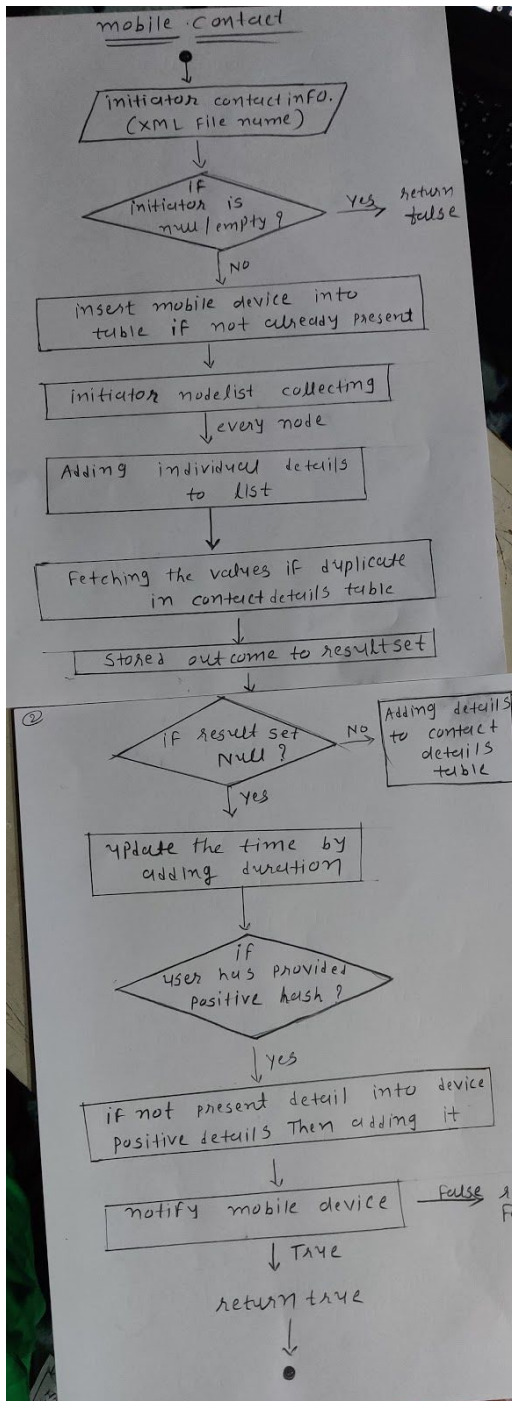 mobile contact
initiator contact info.
(XML File name)
if
initiator is
null/empty?
Yes
return
false
NO
insert mobile device into
table if not already present
initiator nodelist collecting
every node
Adding individual details
to list
Fetching the values if duplicate
in contact details table
Stored outcome to resultset
②
if result set
Null?
NO
Adding details
to contact
details
table
Yes
update the time by
adding duration
if
user has provided
positive hash?
Yes
if not present detail into device
positive details Then adding it
notify mobile device
False
True
return true